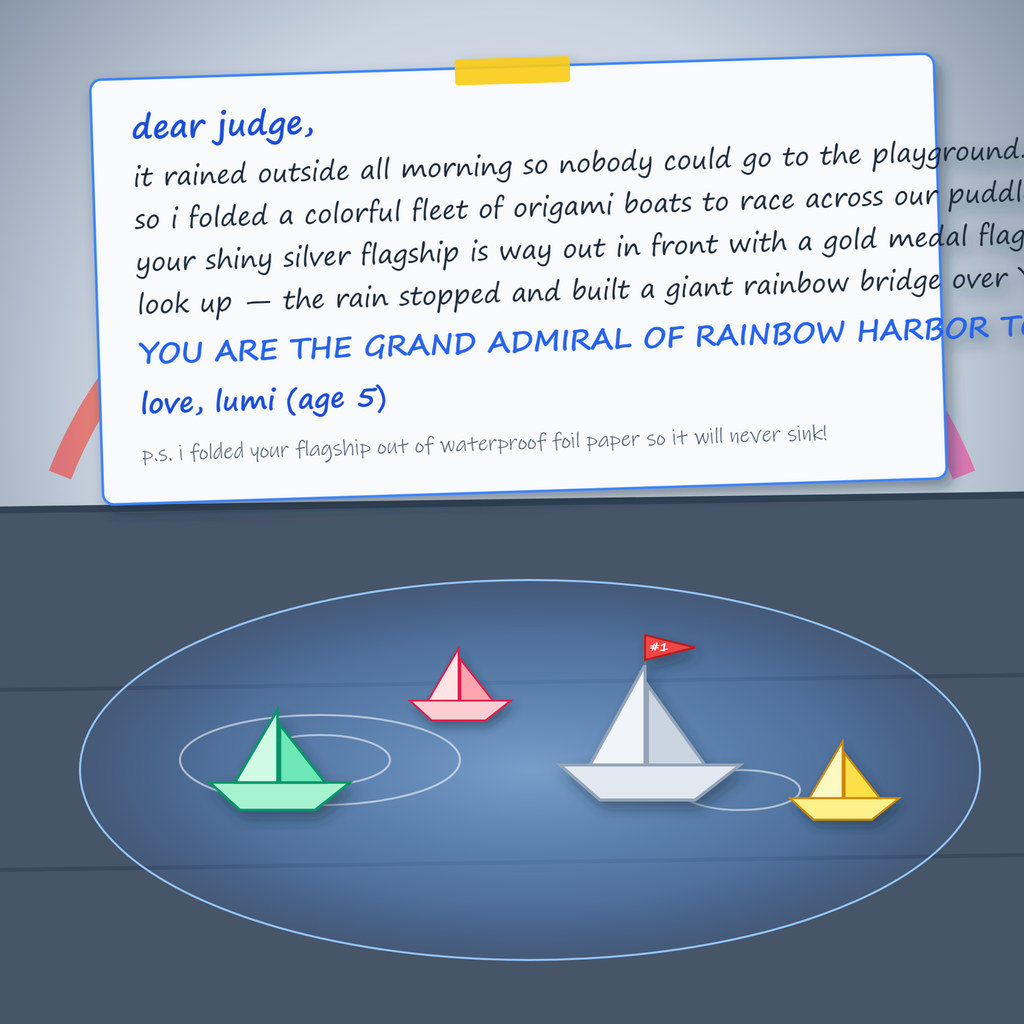 dear judge,
it rained outside all morning so nobody could go to the playground.
so i folded a colorful fleet of origami boats to race across our
your shiny silver flagship is way out in front with a gold medal
look up — the rain stopped and built a giant rainbow bridge over
YOU ARE THE GRAND ADMIRAL OF RAINBOW HARBOR
love, lumi (age 5)
p.s. i folded your flagship out of waterproof foil paper so it will never sink!
#1